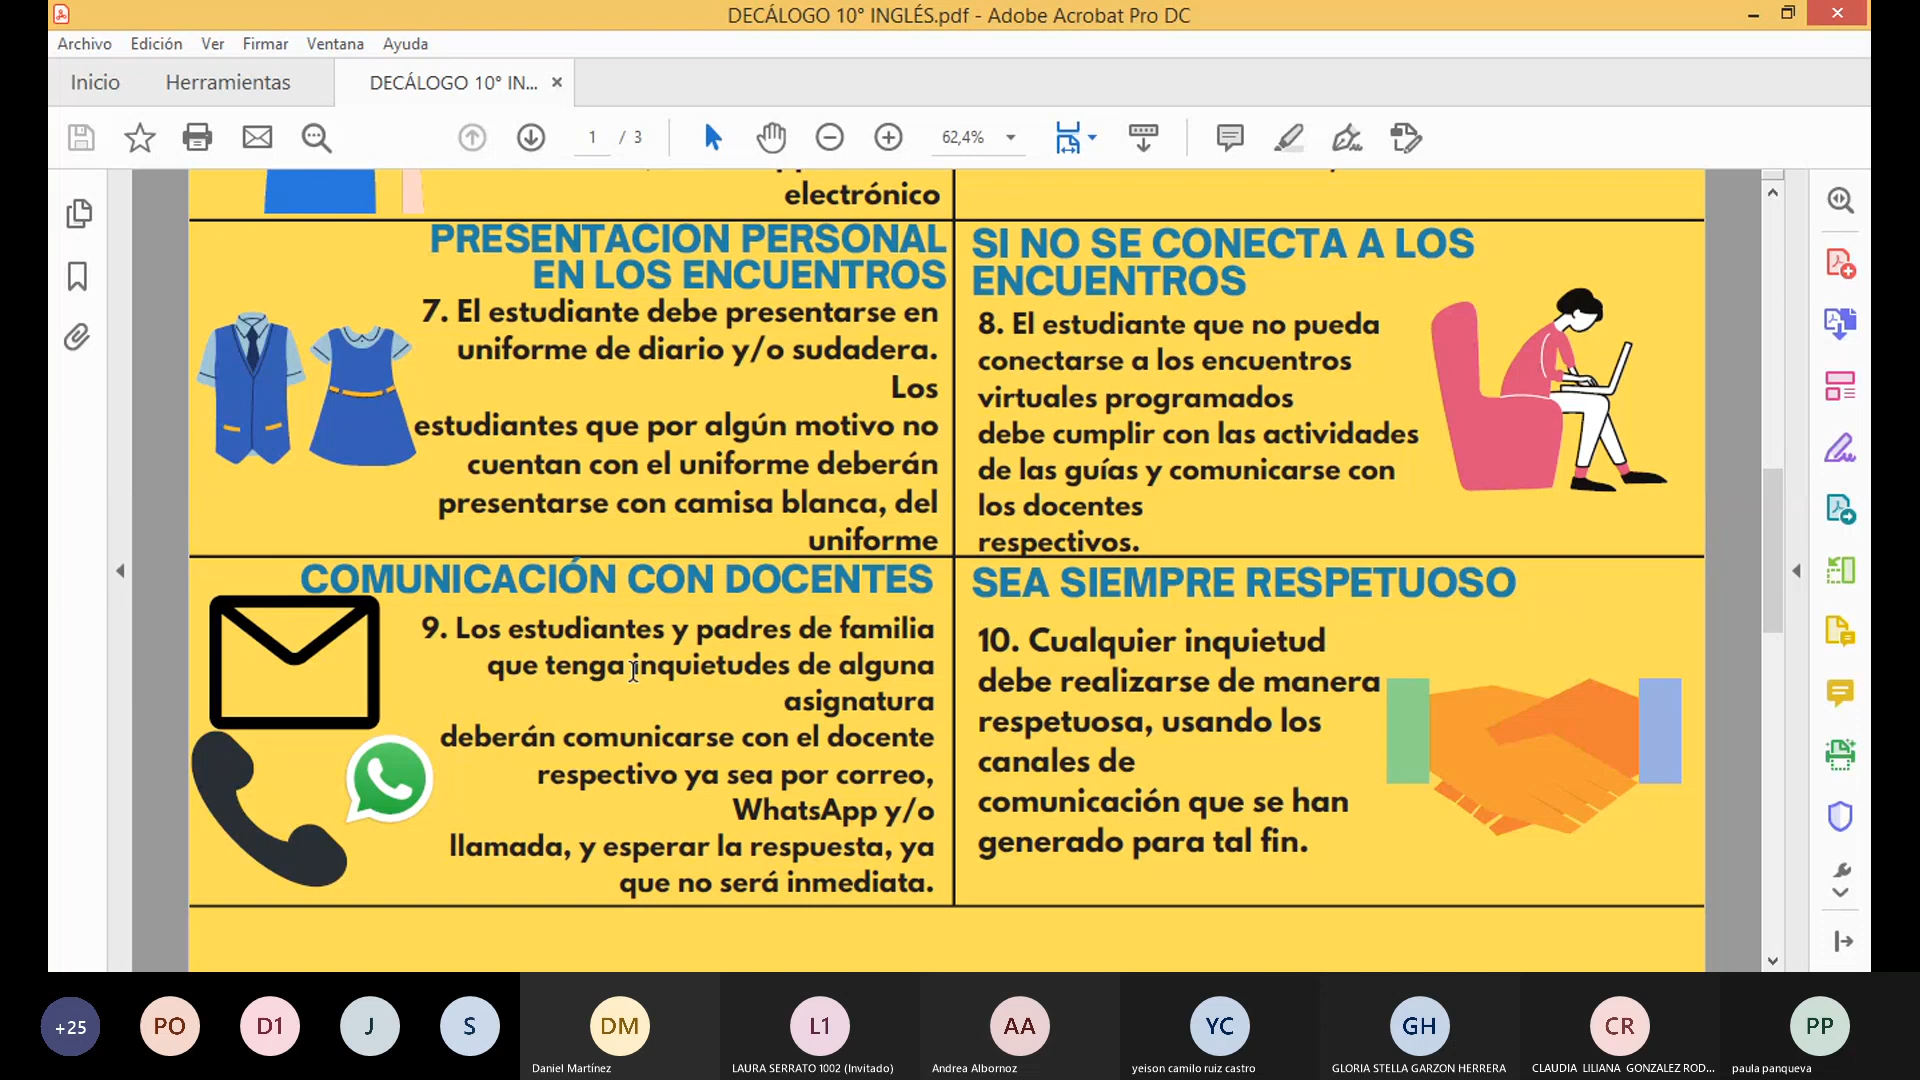 DECÁLOGO 10° INGLÉS.pdf - Adobe Acrobat Pro DC
Archivo Edición Ver Firmar Ventana Ayuda
Inicio Herramientas DECÁLOGO 10° IN... ×
1 / 3 62,4%
electrónico
PRESENTACION PERSONAL
EN LOS ENCUENTROS
7. El estudiante debe presentarse en
uniforme de diario y/o sudadera.
Los
estudiantes que por algún motivo no
cuentan con el uniforme deberán
presentarse con camisa blanca, del
uniforme
SI NO SE CONECTA A LOS
ENCUENTROS
8. El estudiante que no pueda
conectarse a los encuentros
virtuales programados
debe cumplir con las actividades
de las guías y comunicarse con
los docentes
respectivos.
COMUNICACIÓN CON DOCENTES
9. Los estudiantes y padres de familia
que tenga inquietudes de alguna
asignatura
deberán comunicarse con el docente
respectivo ya sea por correo,
WhatsApp y/o
llamada, y esperar la respuesta, ya
que no será inmediata.
SEA SIEMPRE RESPETUOSO
10. Cualquier inquietud
debe realizarse de manera
respetuosa, usando los
canales de
comunicación que se han
generado para tal fin.
+25 PO D1 J S DM L1 AA YC GH CR PP
Daniel Martínez LAURA SERRATO 1002 (Invitado) Andrea Albornoz yeison camilo ruiz castro GLORIA STELLA GARZON HERRERA CLAUDIA LILIANA GONZALEZ ROD... paula panqueva